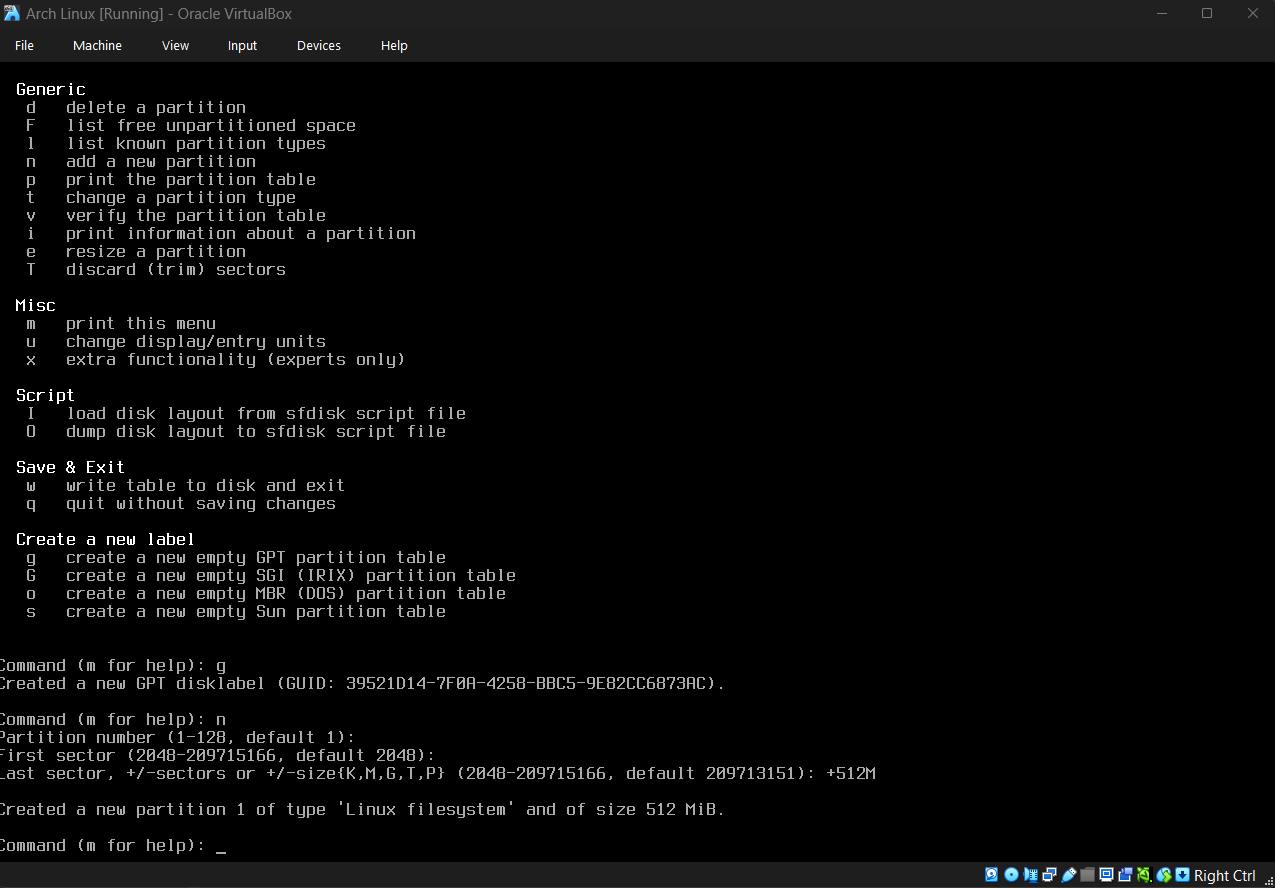 Arch Linux [Running] - Oracle VirtualBox
File Machine View Input Devices Help
Generic
d delete a partition
F list free unpartitioned space
l list known partition types
n add a new partition
p print the partition table
t change a partition type
v verify the partition table
i print information about a partition
e resize a partition
T discard (trim) sectors
Misc
m print this menu
u change display/entry units
x extra functionality (experts only)
Script
I load disk layout from sfdisk script file
O dump disk layout to sfdisk script file
Save & Exit
w write table to disk and exit
q quit without saving changes
Create a new label
g create a new empty GPT partition table
G create a new empty SGI (IRIX) partition table
o create a new empty MBR (DOS) partition table
s create a new empty Sun partition table
Command (m for help): g
Created a new GPT disklabel (GUID: 39521D14-7F0A-4258-BBC5-9E82CC6873AC).
Command (m for help): n
Partition number (1-128, default 1):
First sector (2048-209715166, default 2048):
Last sector, +/-sectors or +/-size{K,M,G,T,P} (2048-209715166, default 209713151): +512M
Created a new partition 1 of type 'Linux filesystem' and of size 512 MiB.
Command (m for help): _
Right Ctrl